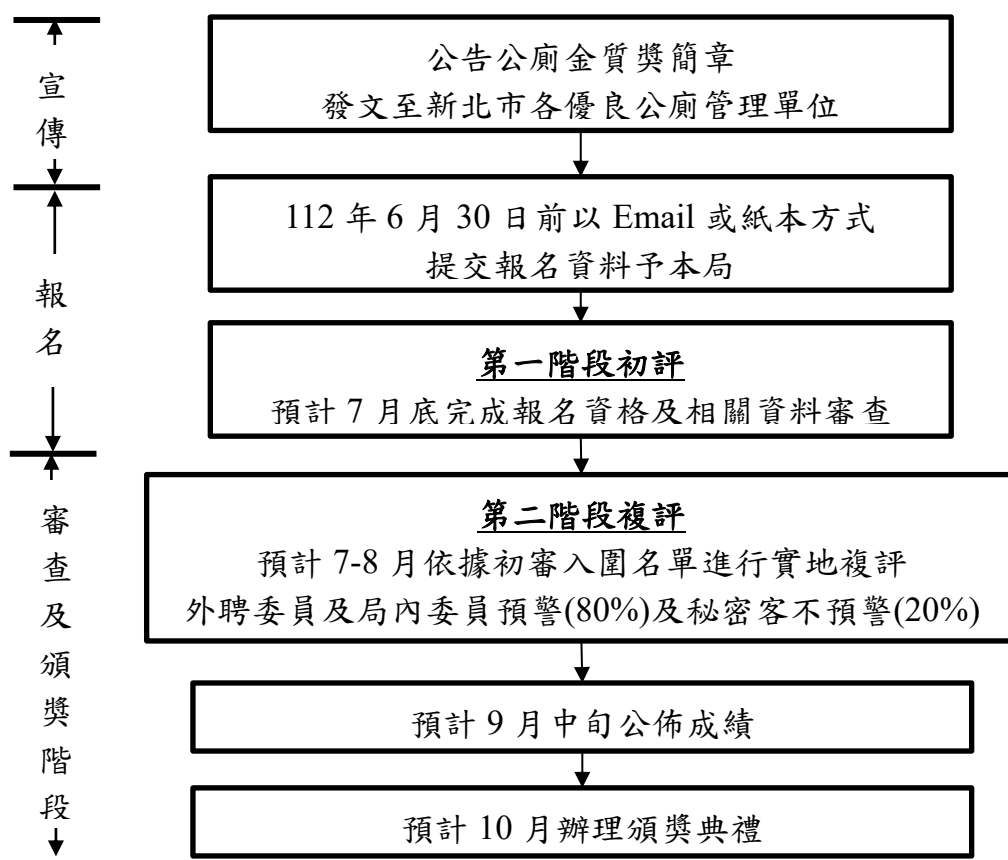 宣傳
公告公廁金質獎簡章
發文至新北市各優良公廁管理單位
報名
112 年 6 月 30 日前以 Email 或紙本方式
提交報名資料予本局
第一階段初評
預計 7 月底完成報名資格及相關資料審查
審查及頒獎階段
第二階段複評
預計 7-8 月依據初審入圍名單進行實地複評
外聘委員及局內委員預警(80%)及秘密客不預警(20%)
預計 9 月中旬公佈成績
預計 10 月辦理頒獎典禮